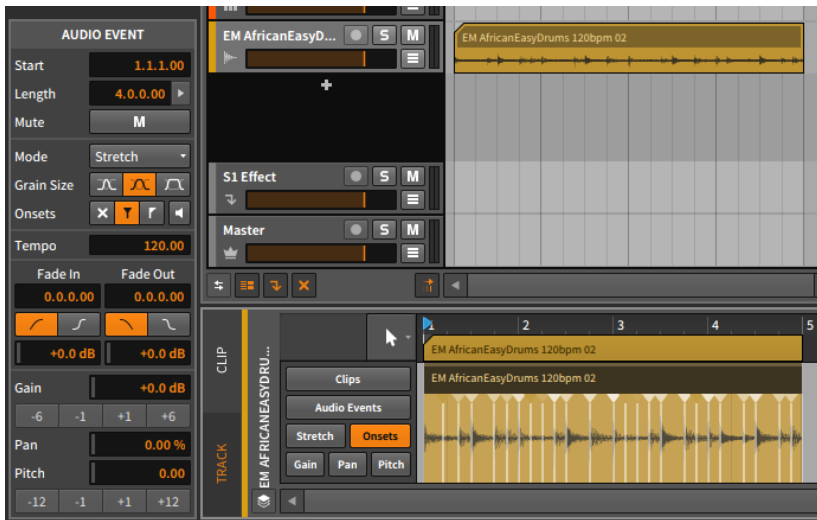 AUDIO EVENT
Start 1.1.1.00
Length 4.0.0.00
Mute M
Mode Stretch
Grain Size
Onsets
Tempo 120.00
Fade In Fade Out
0.0.0.00 0.0.0.00
+0.0 dB +0.0 dB
Gain +0.0 dB
-6 -1 +1 +6
Pan 0.00 %
Pitch 0.00
-12 -1 +1 +12
EM AfricanEasyD... S M
EM AfricanEasyDrums 120bpm 02
S1 Effect S M
Master S M
CLIP
TRACK
EM AFRICANEASYDRU...
1 2 3 4 5
EM AfricanEasyDrums 120bpm 02
EM AfricanEasyDrums 120bpm 02
Clips
Audio Events
Stretch Onsets
Gain Pan Pitch